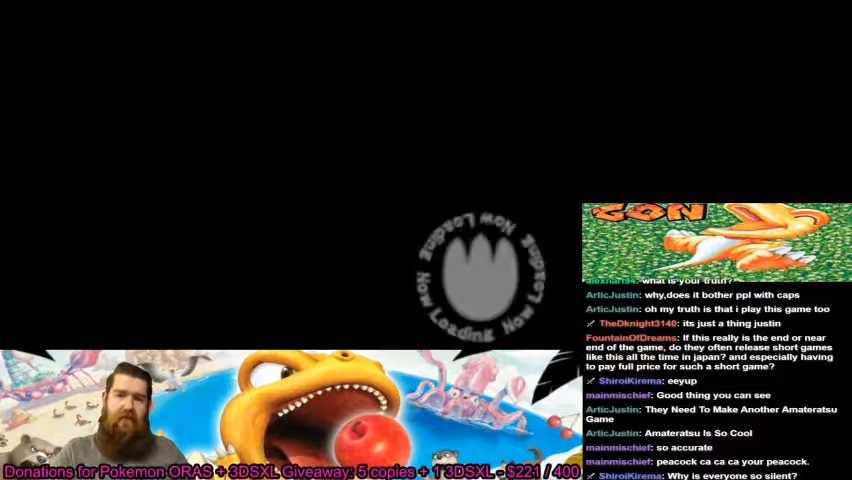 Now Loading Now Loading Now Loading
GON
alexhart94: what is your truth?
ArticJustin: why,does it bother ppl with caps
ArticJustin: oh my truth is that i play this game too
TheDknight3140: its just a thing justin
FountainOfDreams: If this really is the end or near
end of the game, do they often release short games
like this all the time in japan? and especially having
to pay full price for such a short game?
ShiroiKirema: eeyup
mainmischief: Good thing you can see
ArticJustin: They Need To Make Another Amateratsu
Game
ArticJustin: Amateratsu Is So Cool
mainmischief: so accurate
mainmischief: peacock ca ca ca your peacock.
ShiroiKirema: Why is everyone so silent?
Donations for Pokemon ORAS + 3DSXL Giveaway: 5 copies + 1 3DSXL - $221 / 400